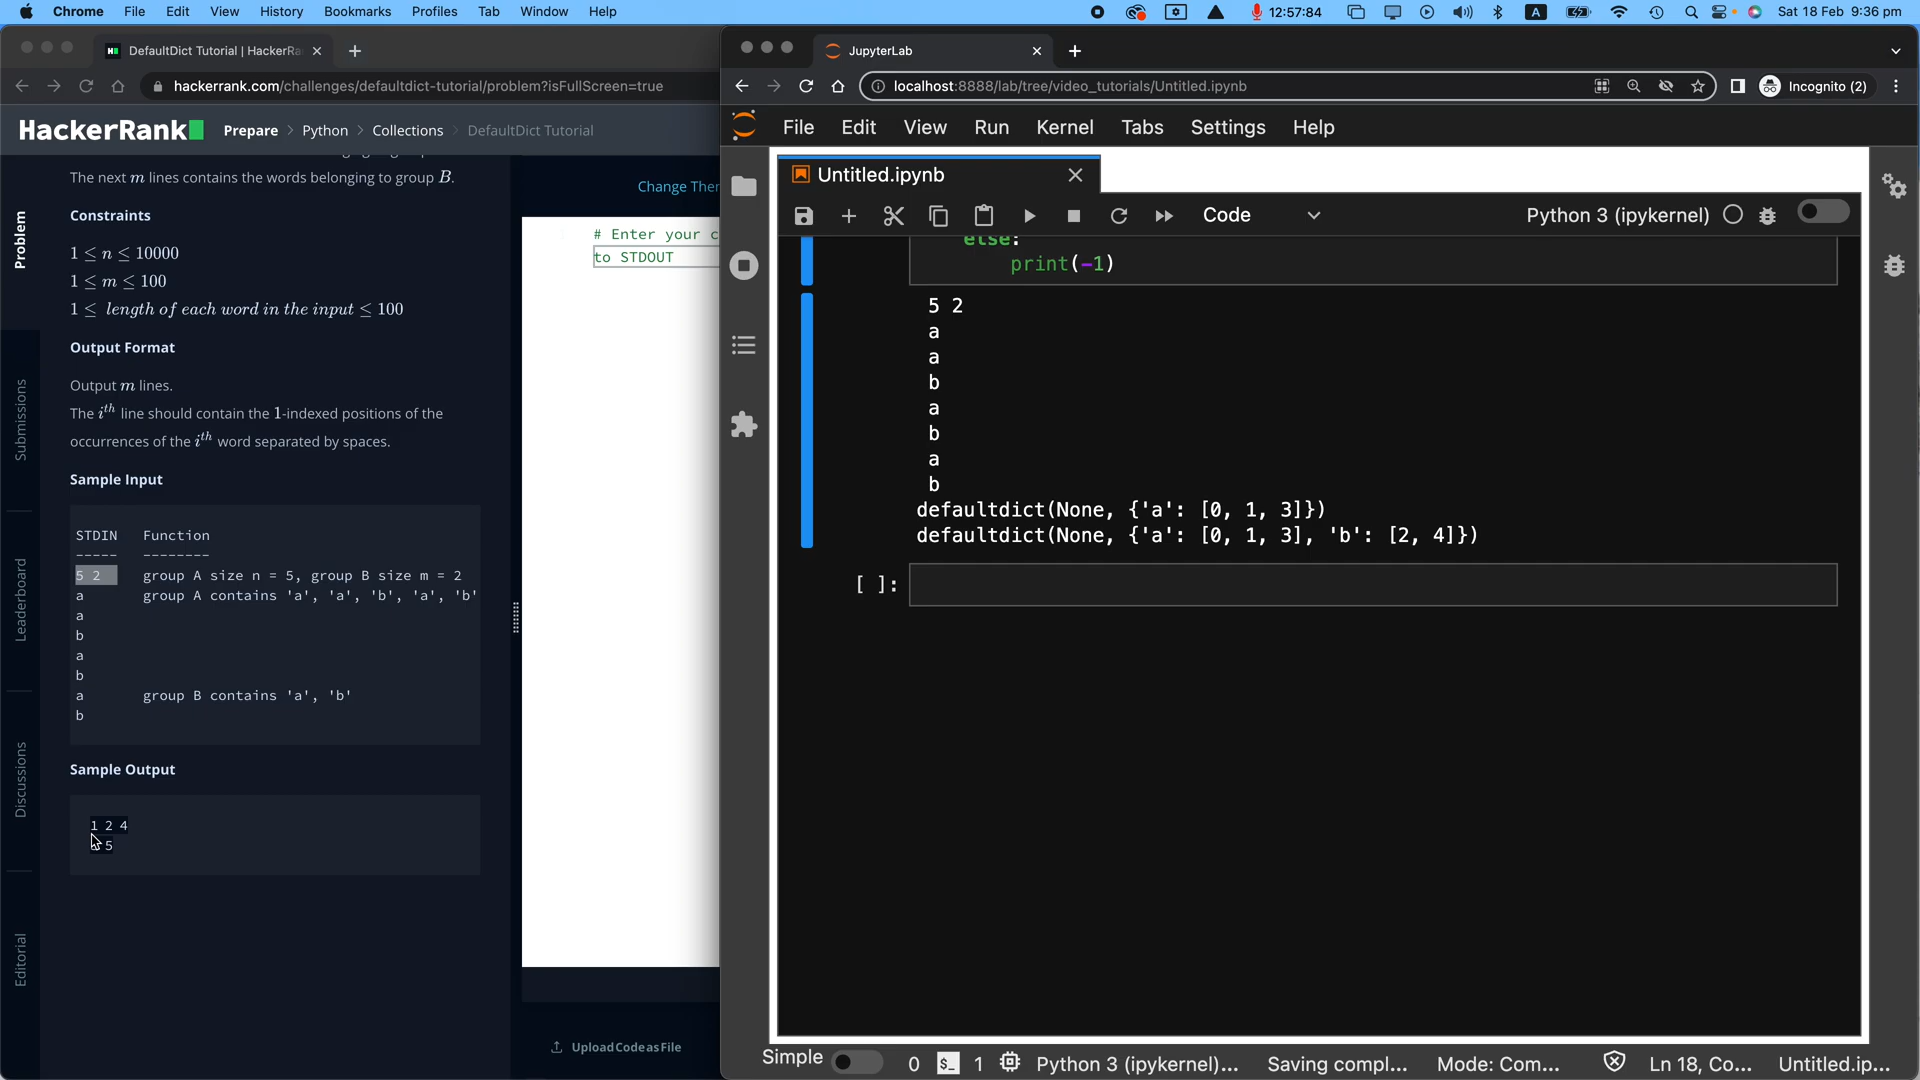 Chrome File Edit View History Bookmarks Profiles Tab Window Help 12:57:84 A Sat 18 Feb 9:36 pm
DefaultDict Tutorial | HackerRa
hackerrank.com/challenges/defaultdict-tutorial/problem?isFullScreen=true
HackerRank Prepare > Python > Collections > DefaultDict Tutorial
Problem
Submissions
Leaderboard
Discussions
Editorial
The next m lines contains the words belonging to group B.
Constraints
1 ≤ n ≤ 10000
1 ≤ m ≤ 100
1 ≤ length of each word in the input ≤ 100
Output Format
Output m lines.
The ith line should contain the 1-indexed positions of the
occurrences of the ith word separated by spaces.
Sample Input
STDIN Function
----- --------
5 2 group A size n = 5, group B size m = 2
a group A contains 'a', 'a', 'b', 'a', 'b'
a
b
a
b
a group B contains 'a', 'b'
b
Sample Output
1 2 4
5
Change Ther
# Enter your c
to STDOUT
Upload Code as File
JupyterLab
localhost:8888/lab/tree/video_tutorials/Untitled.ipynb
Incognito (2)
File Edit View Run Kernel Tabs Settings Help
Untitled.ipynb
Code
Python 3 (ipykernel)
else:
print(-1)
5 2
a
a
b
a
b
a
b
defaultdict(None, {'a': [0, 1, 3]})
defaultdict(None, {'a': [0, 1, 3], 'b': [2, 4]})
[ ]:
Simple 0 $_ 1 Python 3 (ipykernel)... Saving compl... Mode: Com... Ln 18, Co... Untitled.ip...